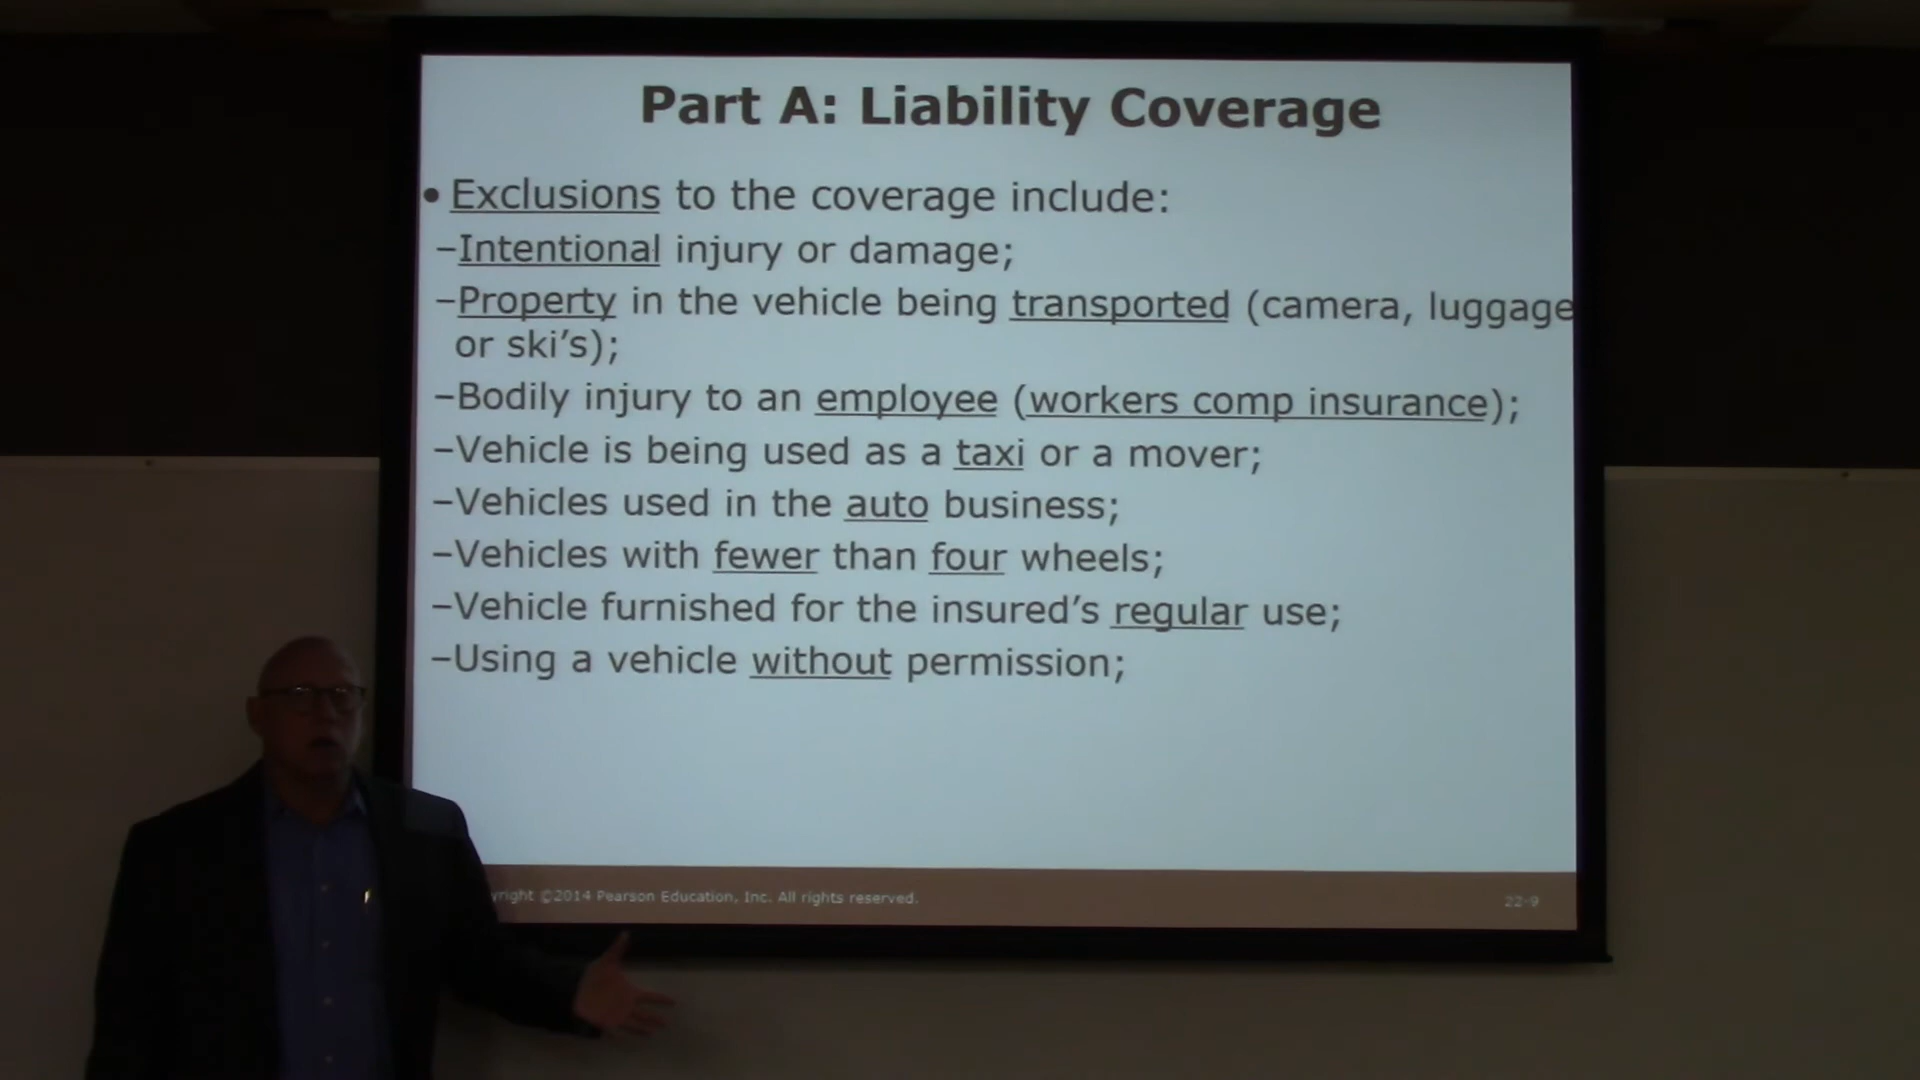 Part A: Liability Coverage
• Exclusions to the coverage include:
–Intentional injury or damage;
–Property in the vehicle being transported (camera, luggage
or ski's);
–Bodily injury to an employee (workers comp insurance);
–Vehicle is being used as a taxi or a mover;
–Vehicles used in the auto business;
–Vehicles with fewer than four wheels;
–Vehicle furnished for the insured's regular use;
–Using a vehicle without permission;
©2014 Pearson Education, Inc. All rights reserved.
22-9